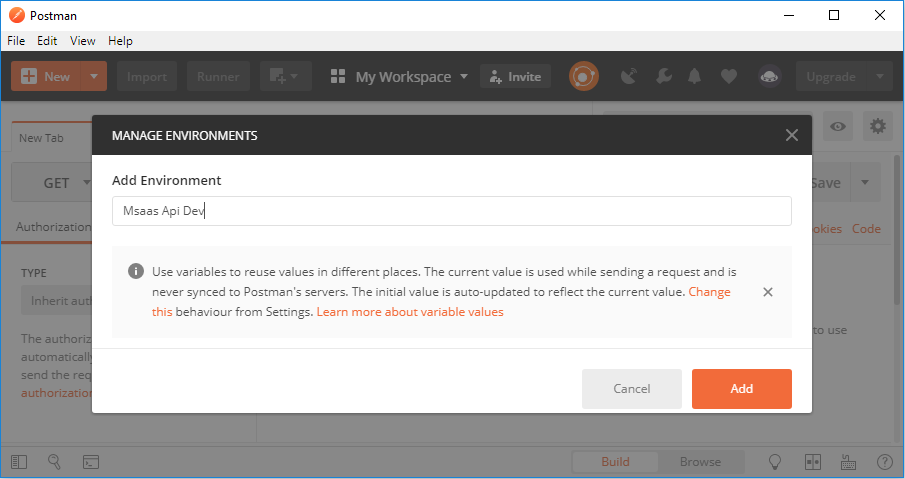 Postman
File Edit View Help
New Import Runner My Workspace Invite Upgrade
New Tab
MANAGE ENVIRONMENTS
Add Environment
GET Save
Msaas Api Dev
Authorization Code
TYPE
Use variables to reuse values in different places. The current value is used while sending a request and is
never synced to Postman's servers. The initial value is auto-updated to reflect the current value. Change
this behaviour from Settings. Learn more about variable values
Inherit
The
automatically to use
send the
authorization
Cancel Add
Build Browse